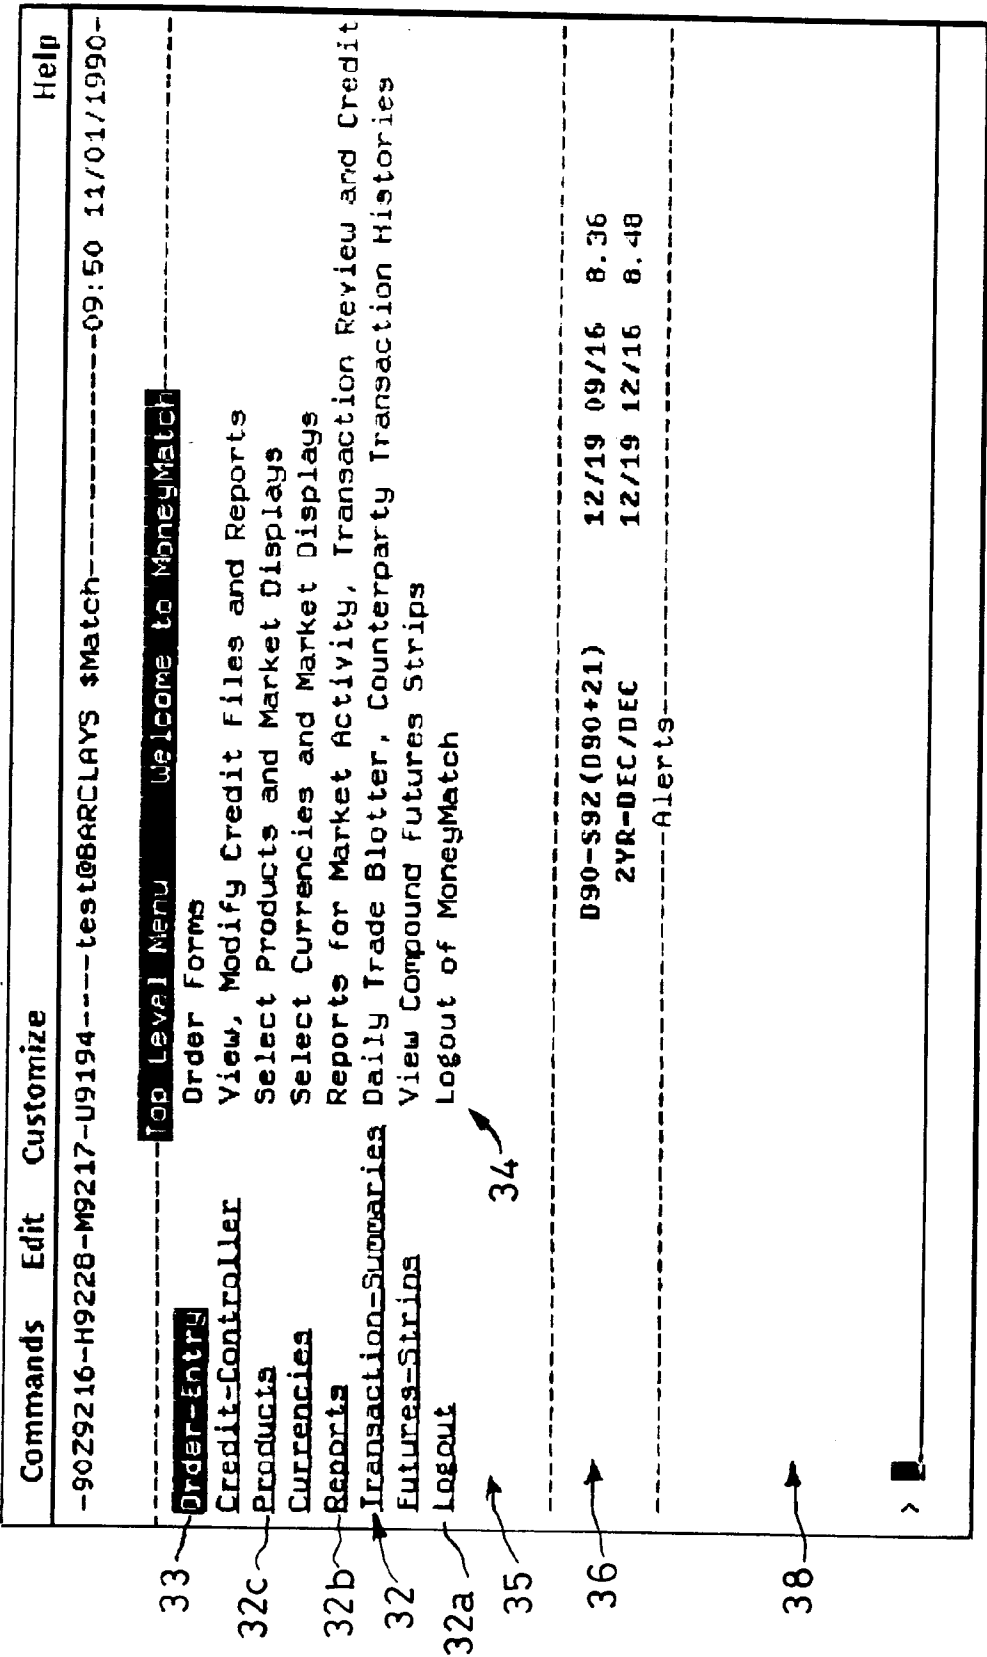 Commands Edit Customize Help
-90Z9216-H9228-M9217-U9194----test@BARCLAYS $Match------------09:50 11/01/1990-
Top Level Menu Welcome to MoneyMatch
33 Order-Entry Order Forms
Credit-Controller View, Modify Credit Files and Reports
32c Products Select Products and Market Displays
Currencies Select Currencies and Market Displays
32b Reports Reports for Market Activity, Transaction Review and Credit
32 Transaction-Summaries Daily Trade Blotter, Counterparty Transaction Histories
Futures-Strips View Compound Futures Strips
32a Logout Logout of MoneyMatch
34
35
36 D90-S92(D90+21) 12/19 09/16 8.36
2YR-DEC/DEC 12/19 12/16 8.48
Alerts
38
>